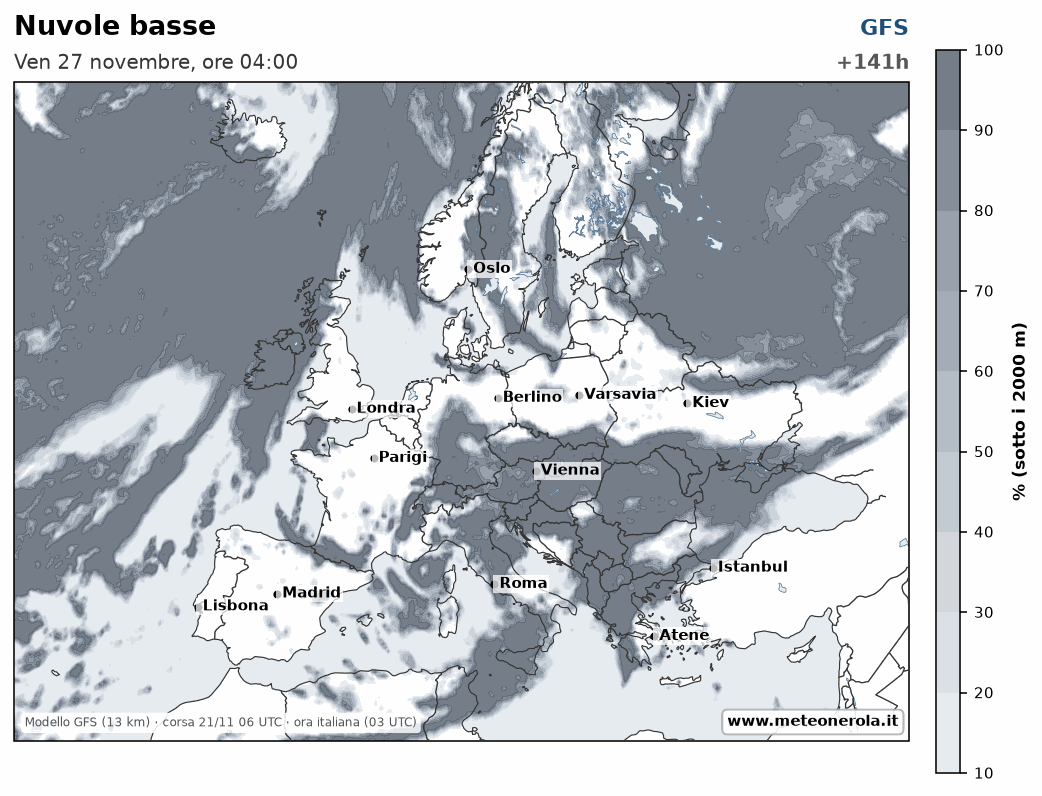 Nuvole basse
GFS
Ven 27 novembre, ore 04:00
+141h
100
90
80
70
60
50
40
30
20
10
% (sotto i 2000 m)
Oslo
Londra
Berlino
Varsavia
Kiev
Parigi
Vienna
Roma
Istanbul
Madrid
Lisbona
Atene
Modello GFS (13 km) · corsa 21/11 06 UTC · ora italiana (03 UTC)
www.meteonerola.it